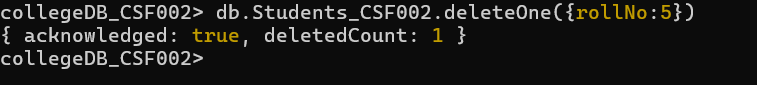 collegeDB_CSF002> db.Students_CSF002.deleteOne({rollNo:5})
{ acknowledged: true, deletedCount: 1 }
collegeDB_CSF002>